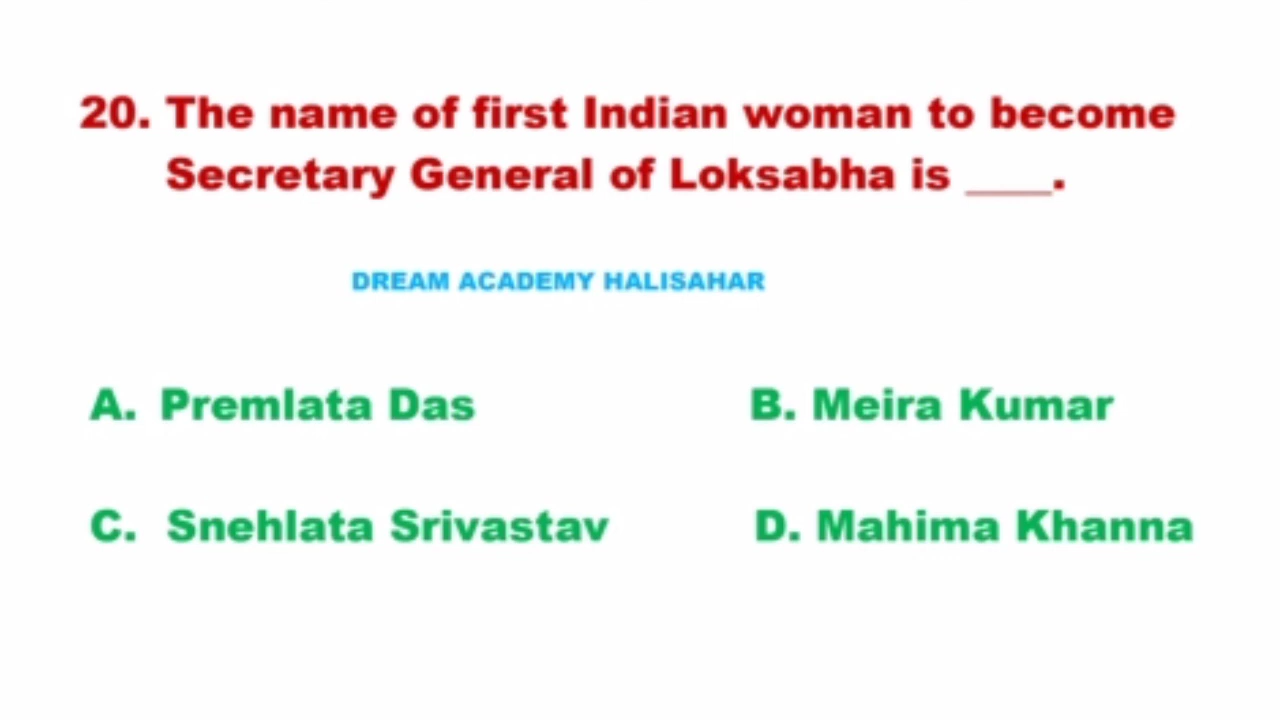 20. The name of first Indian woman to become
Secretary General of Loksabha is ____.
DREAM ACADEMY HALISAHAR
A. Premlata Das
B. Meira Kumar
C. Snehlata Srivastav
D. Mahima Khanna